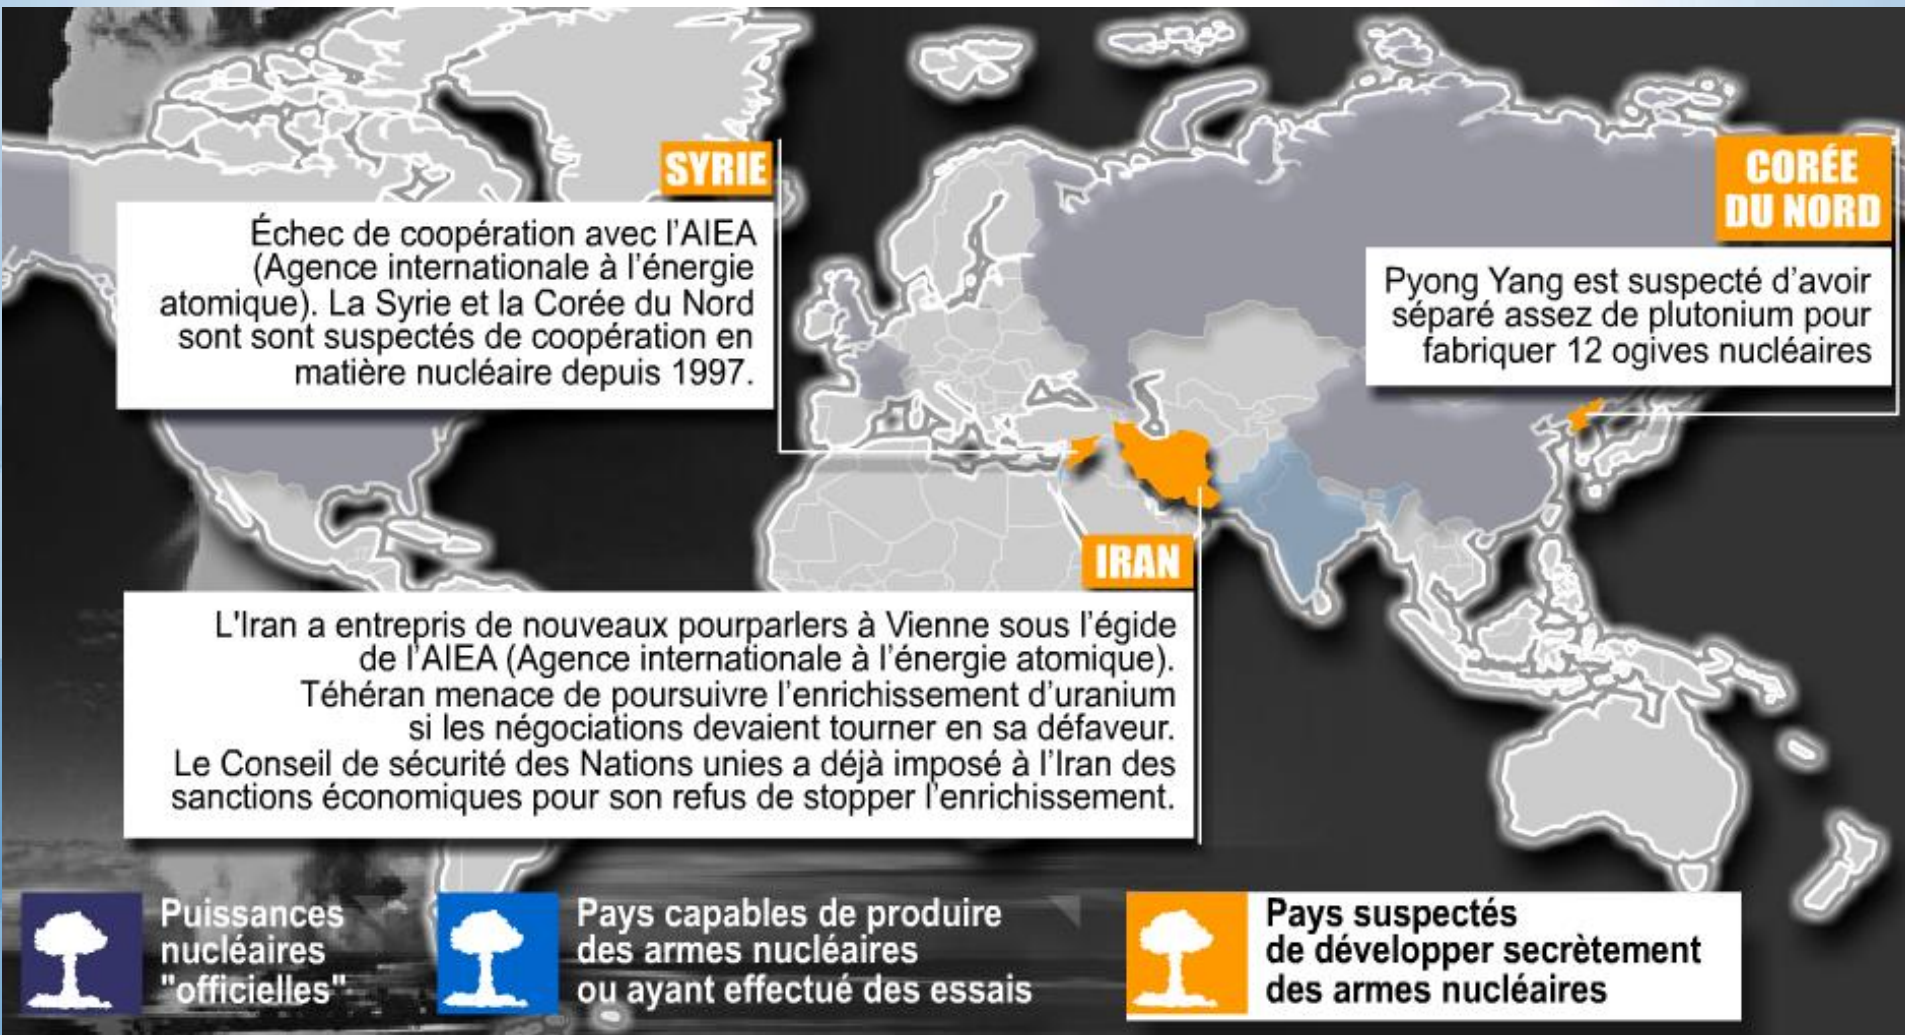 SYRIE
Échec de coopération avec l'AIEA
(Agence internationale à l'énergie
atomique). La Syrie et la Corée du Nord
sont sont suspectés de coopération en
matière nucléaire depuis 1997.
CORÉE
DU NORD
Pyong Yang est suspecté d'avoir
séparé assez de plutonium pour
fabriquer 12 ogives nucléaires
IRAN
L'Iran a entrepris de nouveaux pourparlers à Vienne sous l'égide
de l'AIEA (Agence internationale à l'énergie atomique).
Téhéran menace de poursuivre l'enrichissement d'uranium
si les négociations devaient tourner en sa défaveur.
Le Conseil de sécurité des Nations unies a déjà imposé à l'Iran des
sanctions économiques pour son refus de stopper l'enrichissement.
Puissances
nucléaires
"officielles"
Pays capables de produire
des armes nucléaires
ou ayant effectué des essais
Pays suspectés
de développer secrètement
des armes nucléaires